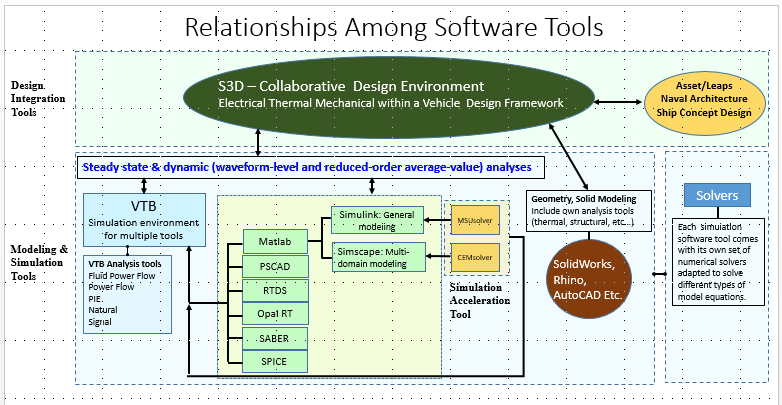 Relationships Among Software Tools
Design
Integration
Tools
S3D – Collaborative Design Environment
Electrical Thermal Mechanical within a Vehicle Design Framework
Asset/Leaps
Naval Architecture
Ship Concept Design
Steady state & dynamic (waveform-level and reduced-order average-value) analyses
Modeling &
Simulation
Tools
VTB
Simulation environment
for multiple tools
VTB Analysis tools
Fluid Power Flow
Power Flow
PIE
Natural
Signal
Matlab
PSCAD
RTDS
Opal RT
SABER
SPICE
Simulink: General
modeling
Simscape: Multi-
domain modeling
MSUsolver
CEMsolver
Simulation
Acceleration
Tool
Geometry, Solid Modeling
Include own analysis tools
(thermal, structural, etc...)
SolidWorks,
Rhino,
AutoCAD Etc.
Solvers
Each simulation
software tool comes
with its own set of
numerical solvers
adapted to solve
different types of
model equations.